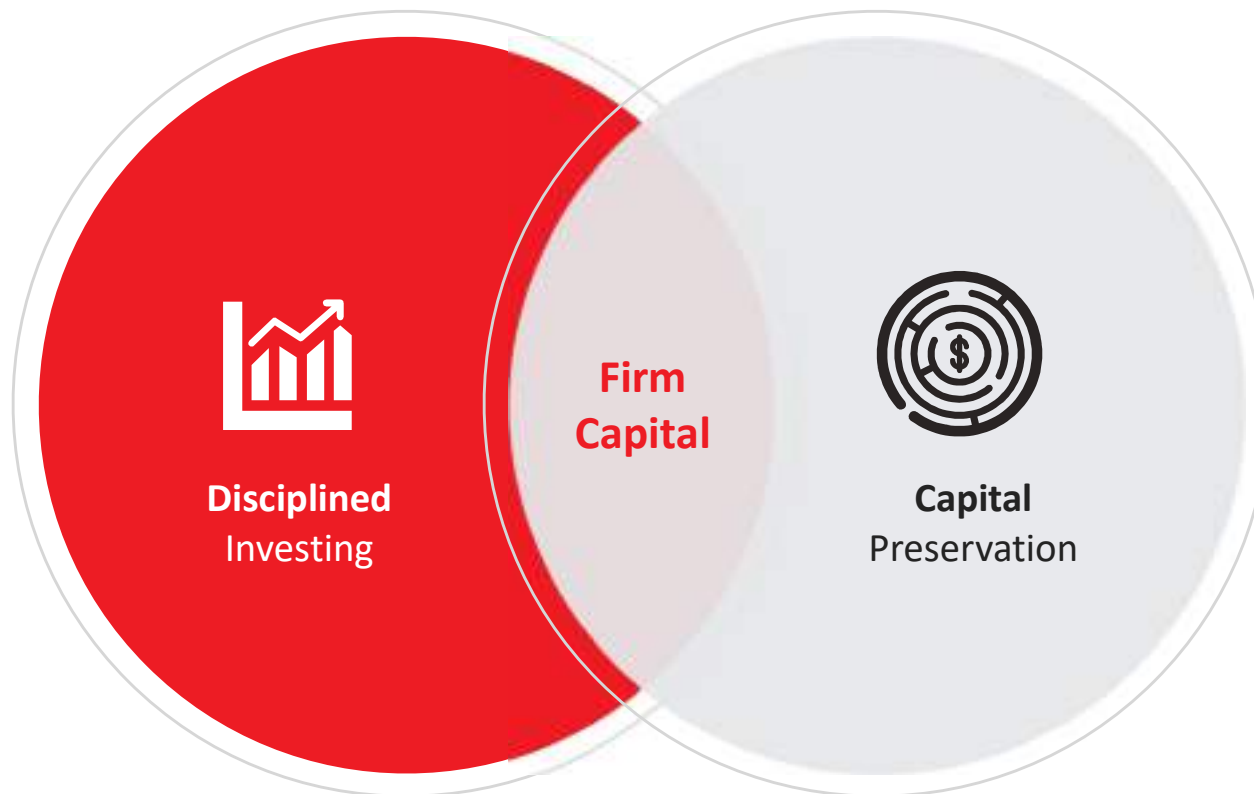 Disciplined
Investing
Firm
Capital
$
Capital
Preservation